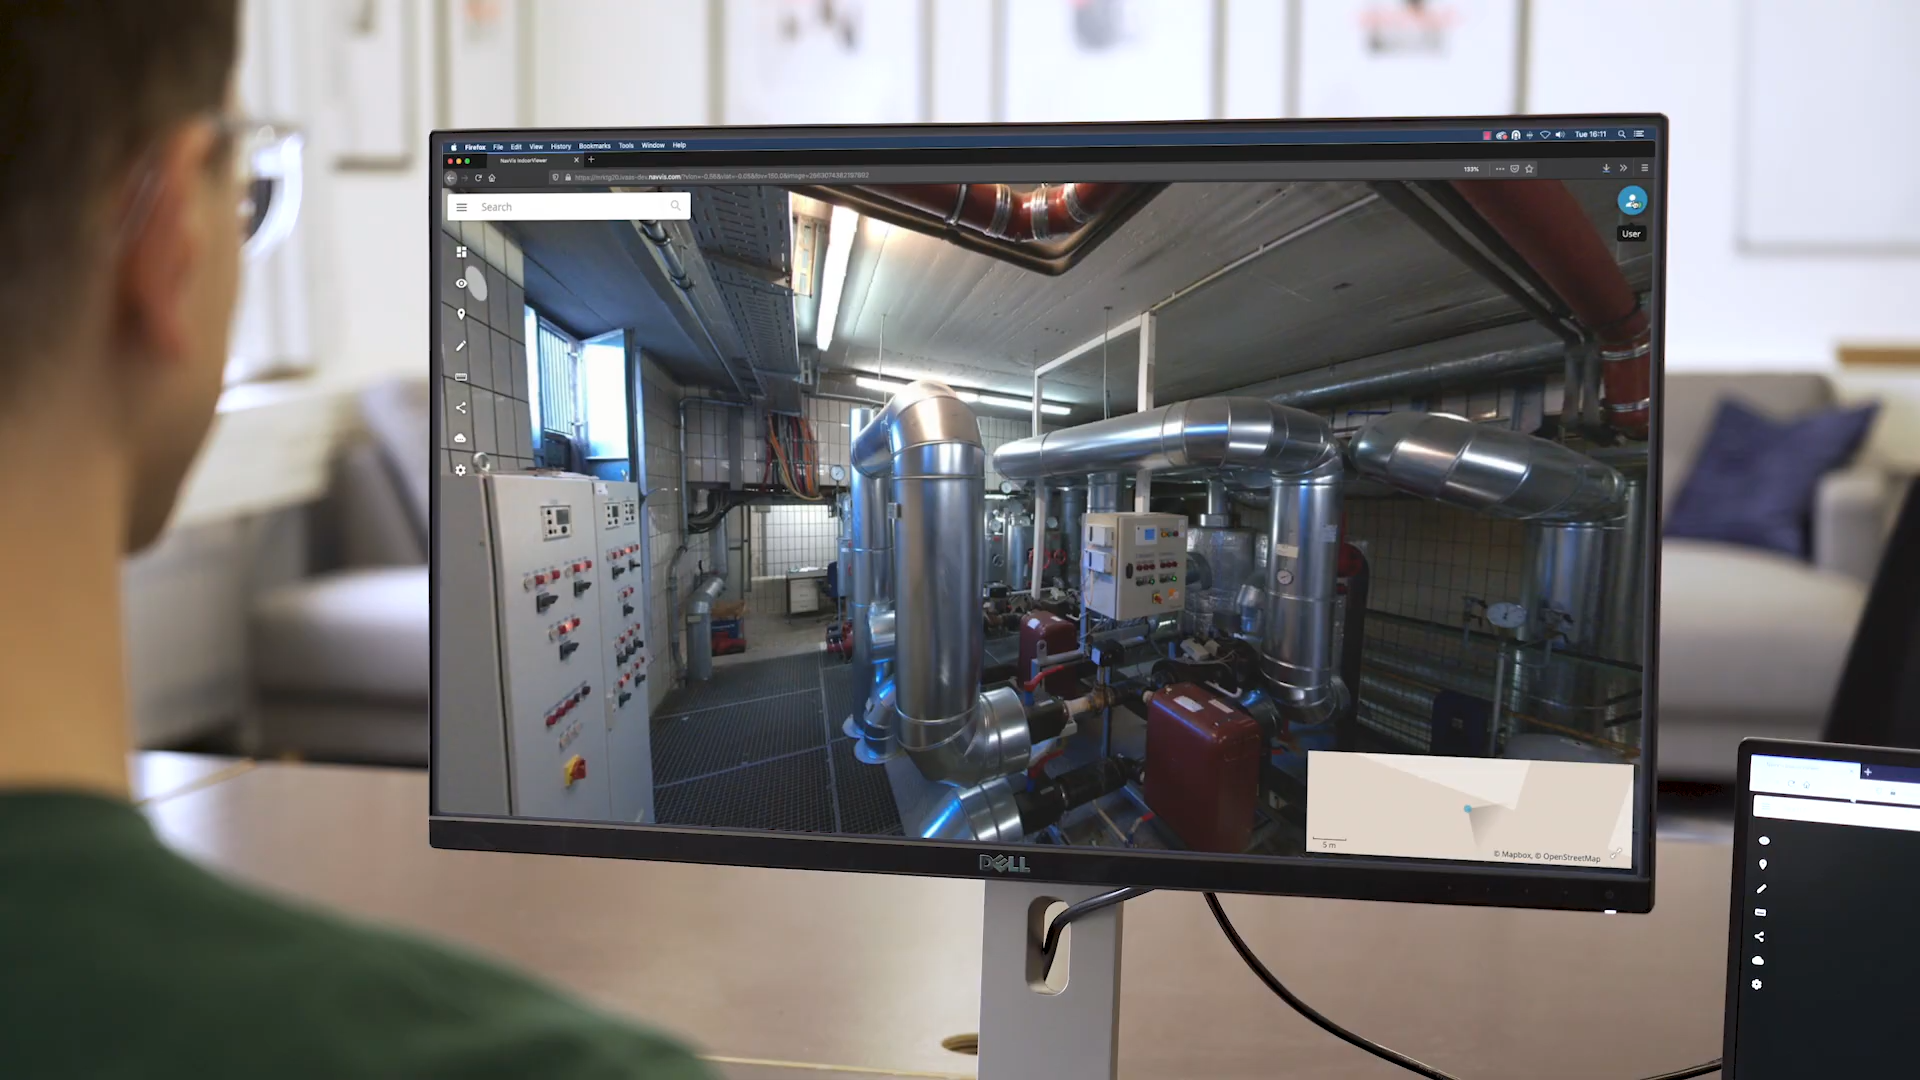 Firefox File Edit View History Bookmarks Tools Window Help
Tue 16:11
NavVis IndoorViewer
133%
Search
User
5 m
© Mapbox, © OpenStreetMap
DELL